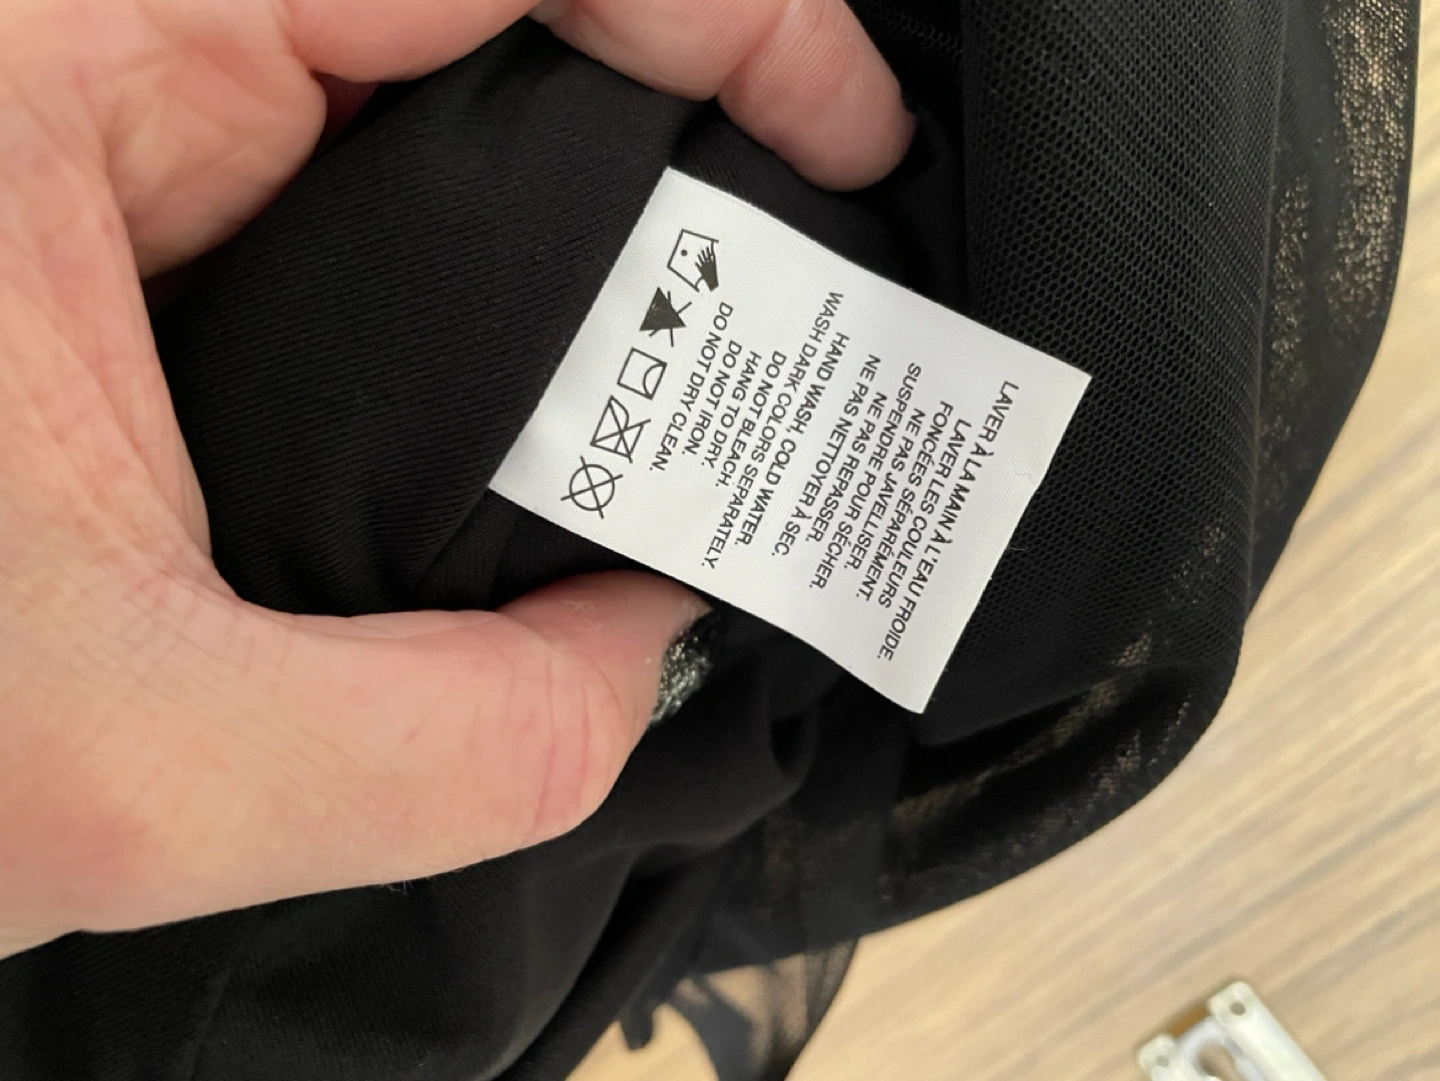 LAVER À LA MAIN À L'EAU FROIDE.
LAVER LES COULEURS
FONCÉES SÉPARÉMENT.
NE PAS JAVELLISER.
SUSPENDRE POUR SÉCHER.
NE PAS REPASSER.
NE PAS NETTOYER À SEC.
HAND WASH, COLD WATER.
WASH DARK COLORS SEPARATELY.
DO NOT BLEACH.
HANG TO DRY.
DO NOT IRON.
DO NOT DRY CLEAN.